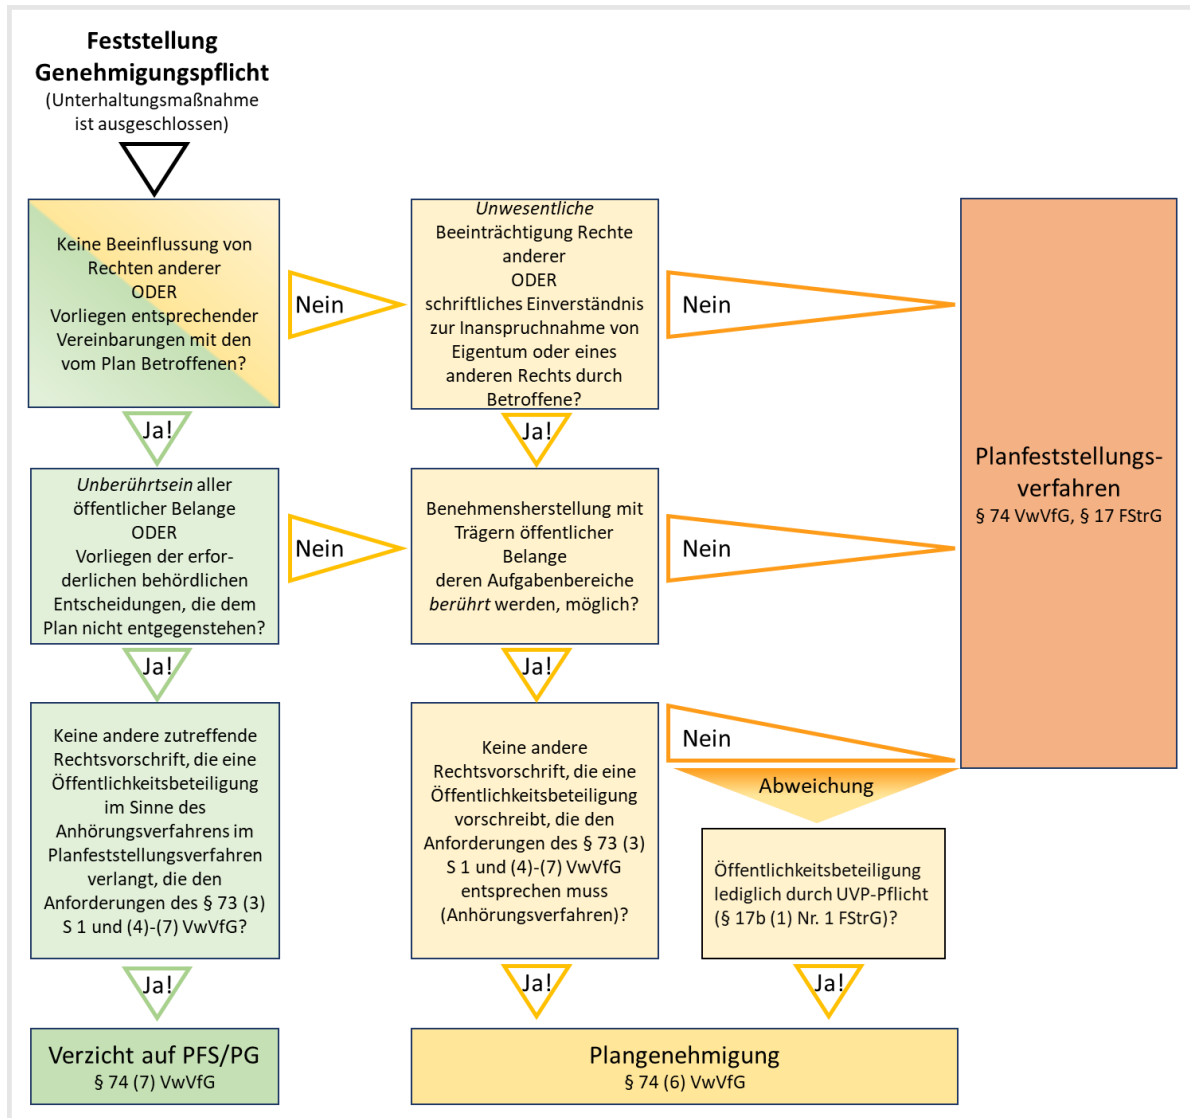 Feststellung
Genehmigungspflicht
(Unterhaltungsmaßnahme
ist ausgeschlossen)
Keine Beeinflussung von
Rechten anderer
ODER
Vorliegen entsprechender
Vereinbarungen mit den
vom Plan Betroffenen?
Nein
Unwesentliche
Beeinträchtigung Rechte
anderer
ODER
schriftliches Einverständnis
zur Inanspruchnahme von
Eigentum oder eines
anderen Rechts durch
Betroffene?
Nein
Planfeststellungs-
verfahren
§ 74 VwVfG, § 17 FStrG
Ja!
Ja!
Unberührtsein aller
öffentlicher Belange
ODER
Vorliegen der erfor-
derlichen behördlichen
Entscheidungen, die dem
Plan nicht entgegenstehen?
Nein
Benehmensherstellung mit
Trägern öffentlicher
Belange
deren Aufgabenbereiche
berührt werden, möglich?
Nein
Ja!
Ja!
Keine andere zutreffende
Rechtsvorschrift, die eine
Öffentlichkeitsbeteiligung
im Sinne des
Anhörungsverfahrens im
Planfeststellungsverfahren
verlangt, die den
Anforderungen des § 73 (3)
S 1 und (4)-(7) VwVfG?
Keine andere
Rechtsvorschrift, die eine
Öffentlichkeitsbeteiligung
vorschreibt, die den
Anforderungen des § 73 (3)
S 1 und (4)-(7) VwVfG
entsprechen muss
(Anhörungsverfahren)?
Nein
Abweichung
Öffentlichkeitsbeteiligung
lediglich durch UVP-Pflicht
(§ 17b (1) Nr. 1 FStrG)?
Ja!
Ja!
Ja!
Verzicht auf PFS/PG
§ 74 (7) VwVfG
Plangenehmigung
§ 74 (6) VwVfG